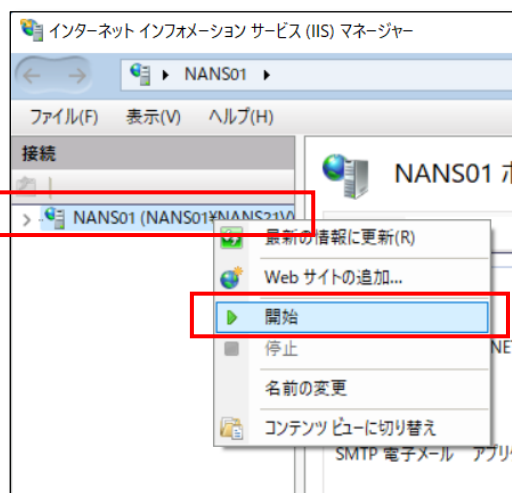 インターネット インフォメーション サービス (IIS) マネージャー
NANS01
ファイル(F) 表示(V) ヘルプ(H)
接続
NANS01 ホ
NANS01 (NANS01¥NANS21V
最新の情報に更新(R)
Web サイトの追加...
開始
停止
NE
名前の変更
コンテンツ ビューに切り替え
SMTP 電子メール アプリ